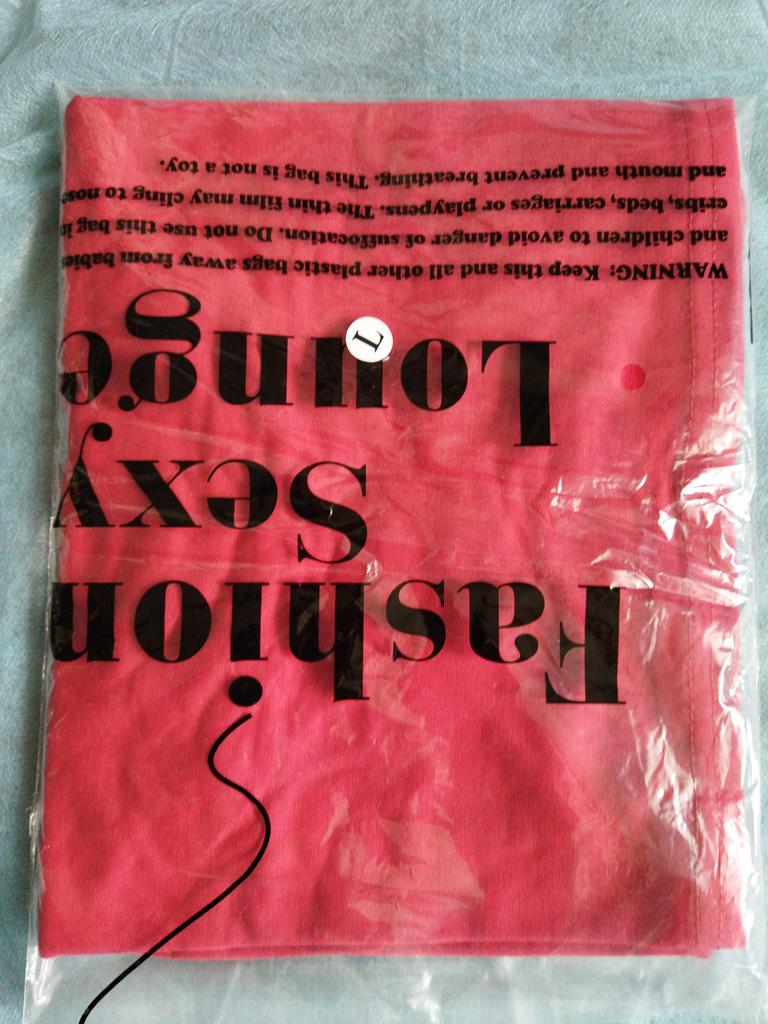 Fashion
Sexy
Lounge
L
WARNING: Keep this and all other plastic bags away from babies
and children to avoid danger of suffocation. Do not use this bag in
cribs, beds, carriages or playpens. The thin film may cling to nose
and mouth and prevent breathing. This bag is not a toy.